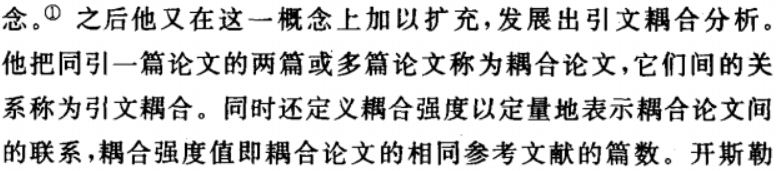 念。① 之后他又在这一概念上加以扩充,发展出引文耦合分析。
他把同引一篇论文的两篇或多篇论文称为耦合论文,它们间的关
系称为引文耦合。同时还定义耦合强度以定量地表示耦合论文间
的联系,耦合强度值即耦合论文的相同参考文献的篇数。开斯勒